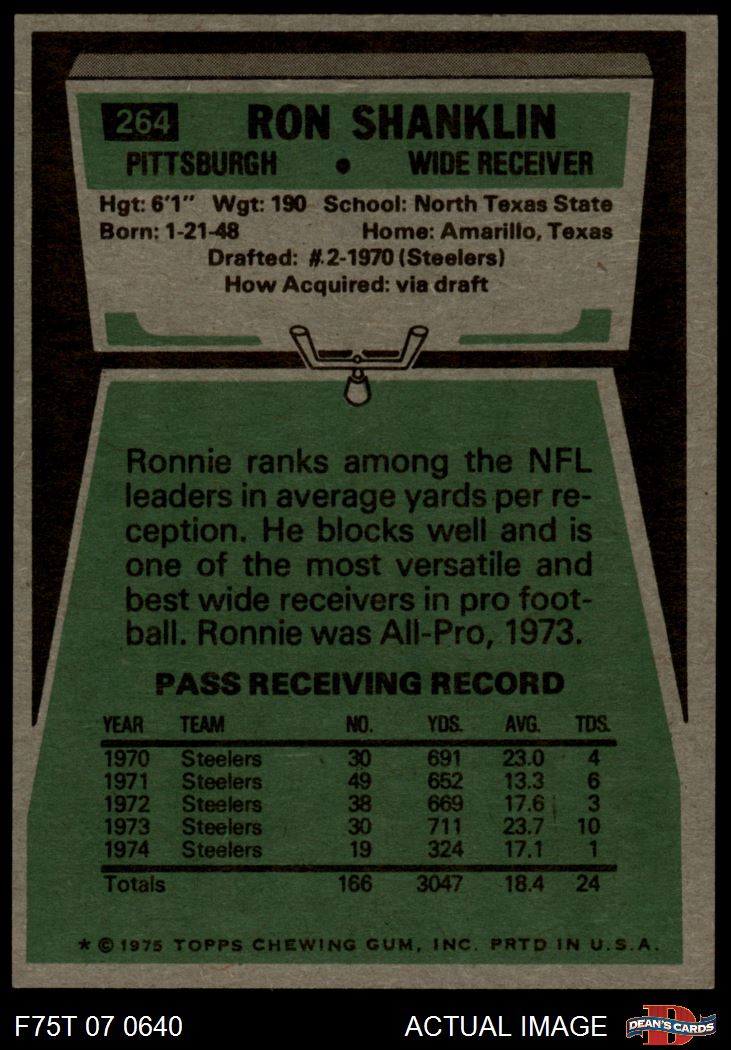 264 RON SHANKLIN
PITTSBURGH • WIDE RECEIVER
Hgt: 6'1" Wgt: 190 School: North Texas State
Born: 1-21-48 Home: Amarillo, Texas
Drafted: #2-1970 (Steelers)
How Acquired: via draft
Ronnie ranks among the NFL
leaders in average yards per re-
ception. He blocks well and is
one of the most versatile and
best wide receivers in pro foot-
ball. Ronnie was All-Pro, 1973.
PASS RECEIVING RECORD
YEAR TEAM NO. YDS. AVG. TDS.
1970 Steelers 30 691 23.0 4
1971 Steelers 49 652 13.3 6
1972 Steelers 38 669 17.6 3
1973 Steelers 30 711 23.7 10
1974 Steelers 19 324 17.1 1
Totals 166 3047 18.4 24
* © 1975 TOPPS CHEWING GUM, INC. PRTD IN U.S.A.
F75T 07 0640 ACTUAL IMAGE D DEAN'S CARDS